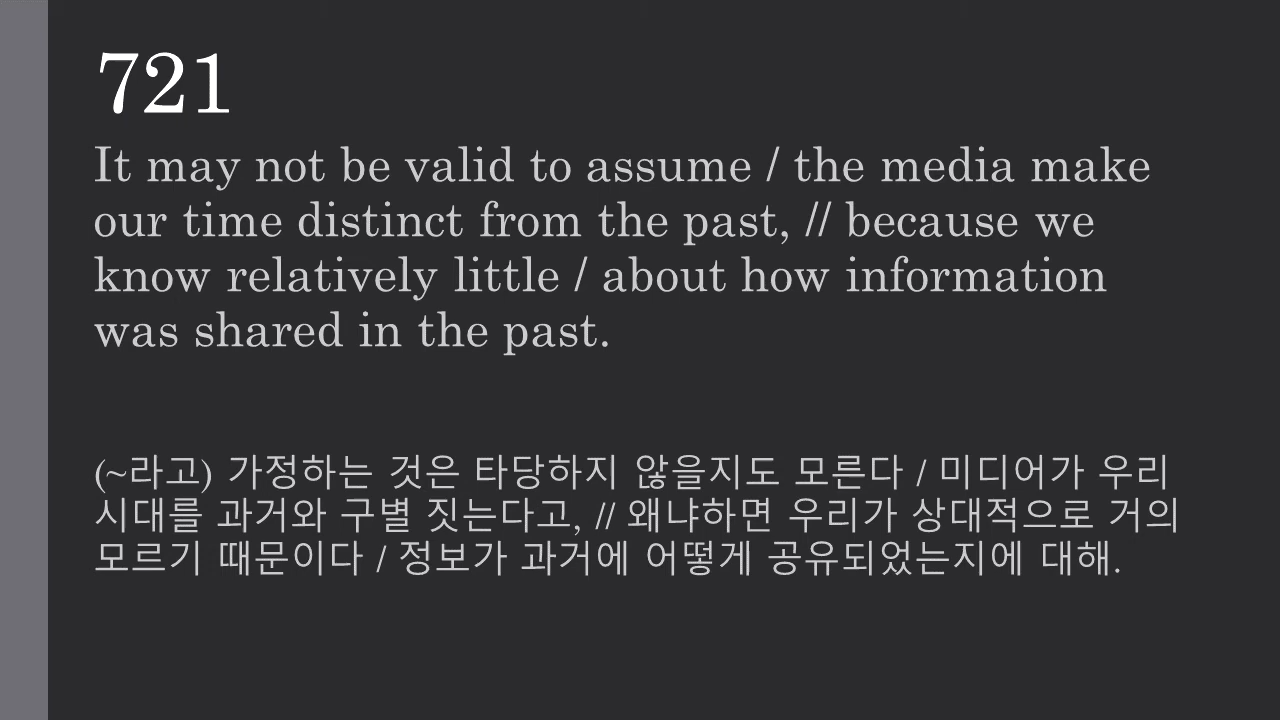 721
It may not be valid to assume / the media make
our time distinct from the past, // because we
know relatively little / about how information
was shared in the past.
(~라고) 가정하는 것은 타당하지 않을지도 모른다 / 미디어가 우리
시대를 과거와 구별 짓는다고, // 왜냐하면 우리가 상대적으로 거의
모르기 때문이다 / 정보가 과거에 어떻게 공유되었는지에 대해.